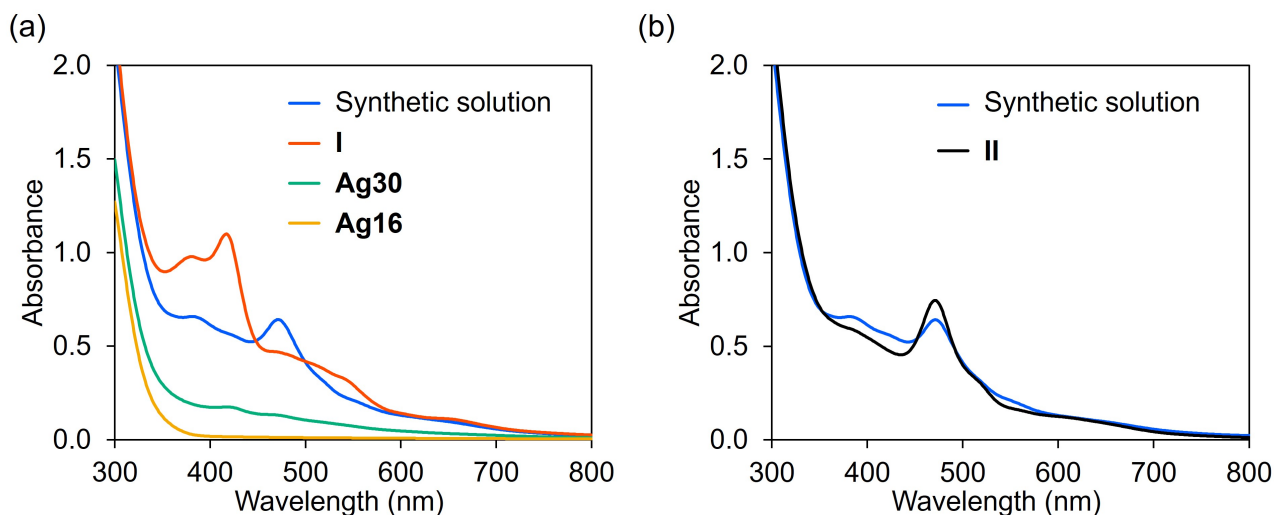 (a)
2.0
1.5
1.0
0.5
0.0
Absorbance
300 400 500 600 700 800
Wavelength (nm)
Synthetic solution
I
Ag30
Ag16
(b)
2.0
1.5
1.0
0.5
0.0
Absorbance
300 400 500 600 700 800
Wavelength (nm)
Synthetic solution
II